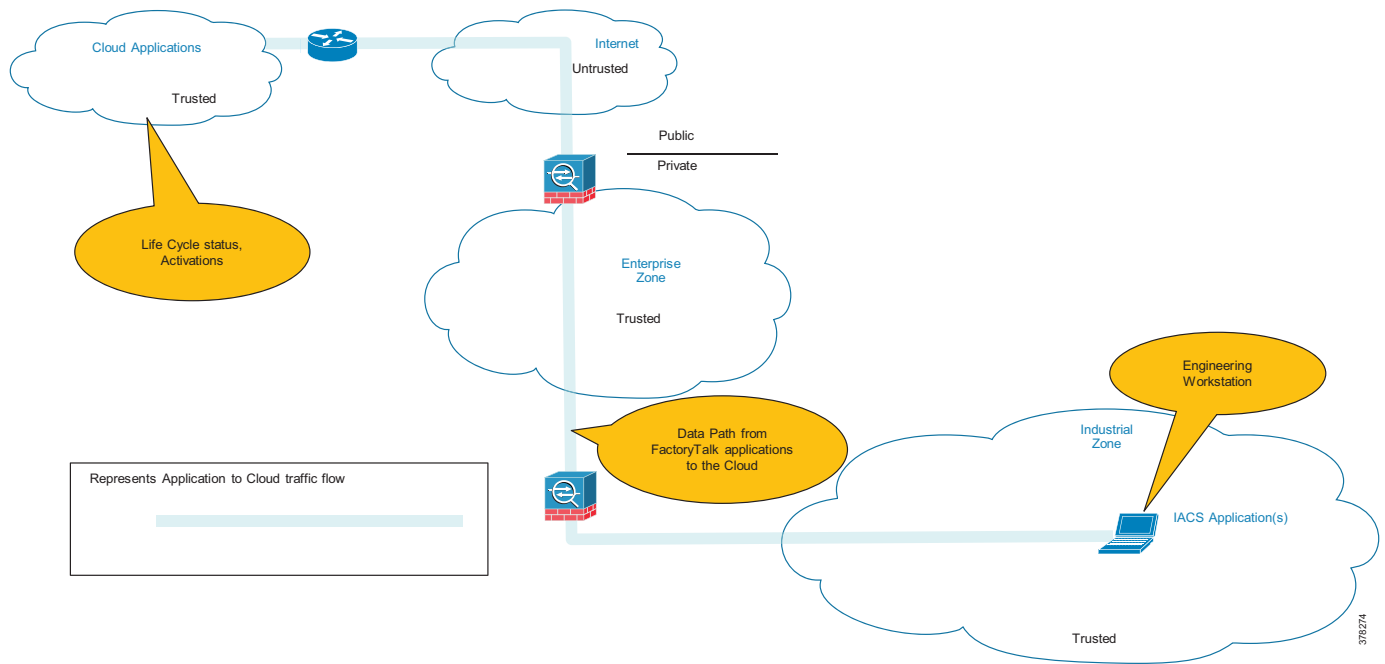 Cloud Applications
Trusted
Internet
Untrusted
Public
Private
Life Cycle status,
Activations
Enterprise
Zone
Trusted
Engineering
Workstation
Data Path from
FactoryTalk applications
to the Cloud
Industrial
Zone
Represents Application to Cloud traffic flow
IACS Application(s)
Trusted
378274